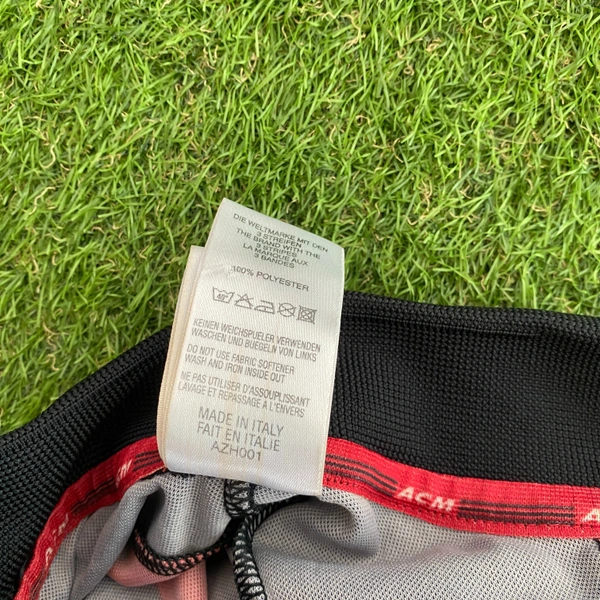 DIE WELTMARKE MIT DEN
3 STREIFEN
THE BRAND WITH THE
3 STRIPES
LA MARQUE AUX
3 BANDES
100% POLYESTER
KEINEN WEICHSPUELER VERWENDEN
WASCHEN UND BUEGELN VON LINKS
DO NOT USE FABRIC SOFTENER
WASH AND IRON INSIDE OUT
NE PAS UTILISER D'ASSOUPLISSANT
LAVAGE ET REPASSAGE A L'ENVERS
MADE IN ITALY
FAIT EN ITALIE
AZH001
ACM